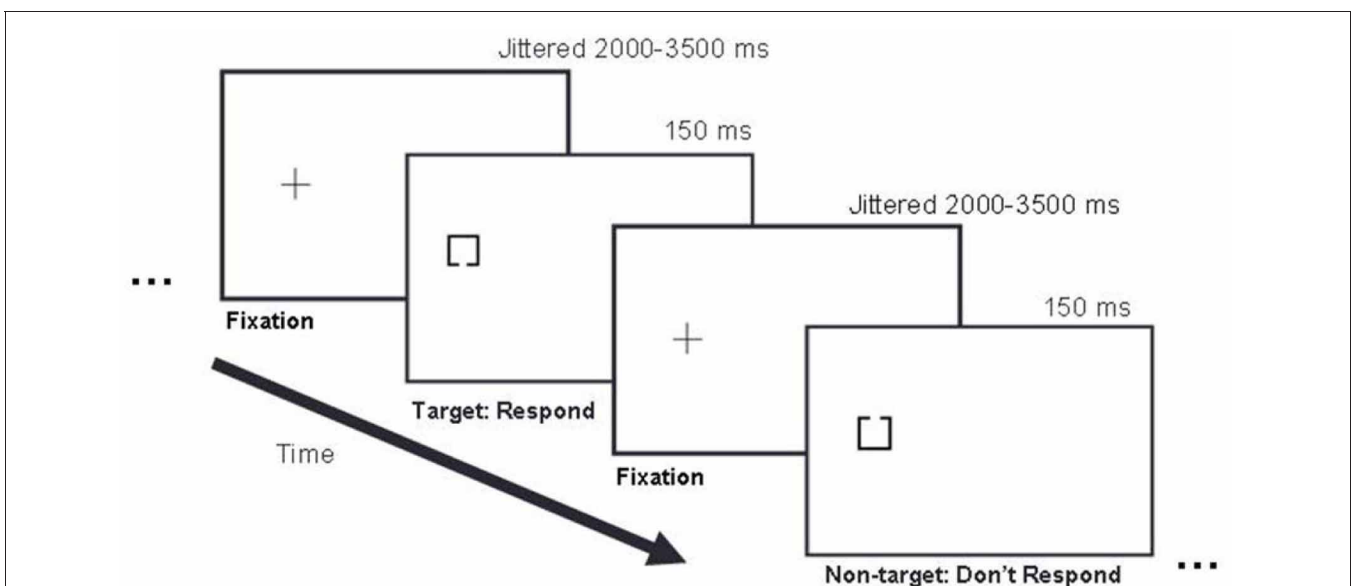 Jittered 2000-3500 ms
150 ms
Jittered 2000-3500 ms
...
150 ms
Fixation
Target: Respond
Time
Fixation
...
Non-target: Don't Respond